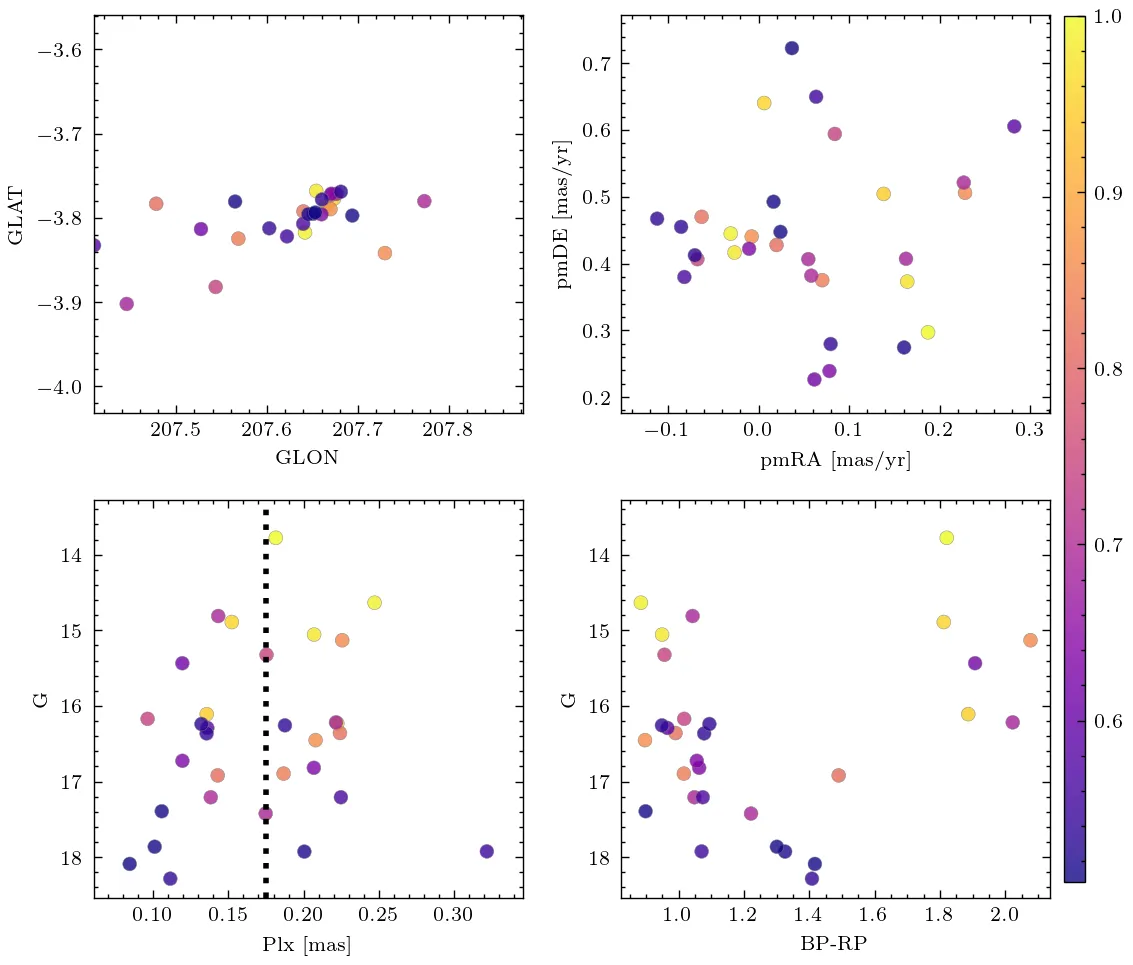 −3.6
−3.7
−3.8
−3.9
−4.0
GLAT
207.5 207.6 207.7 207.8
GLON
0.7
0.6
0.5
0.4
0.3
0.2
pmDE [mas/yr]
−0.1 0.0 0.1 0.2 0.3
pmRA [mas/yr]
1.0
0.9
0.8
0.7
0.6
14
15
16
17
18
G
0.10 0.15 0.20 0.25 0.30
Plx [mas]
14
15
16
17
18
G
1.0 1.2 1.4 1.6 1.8 2.0
BP-RP